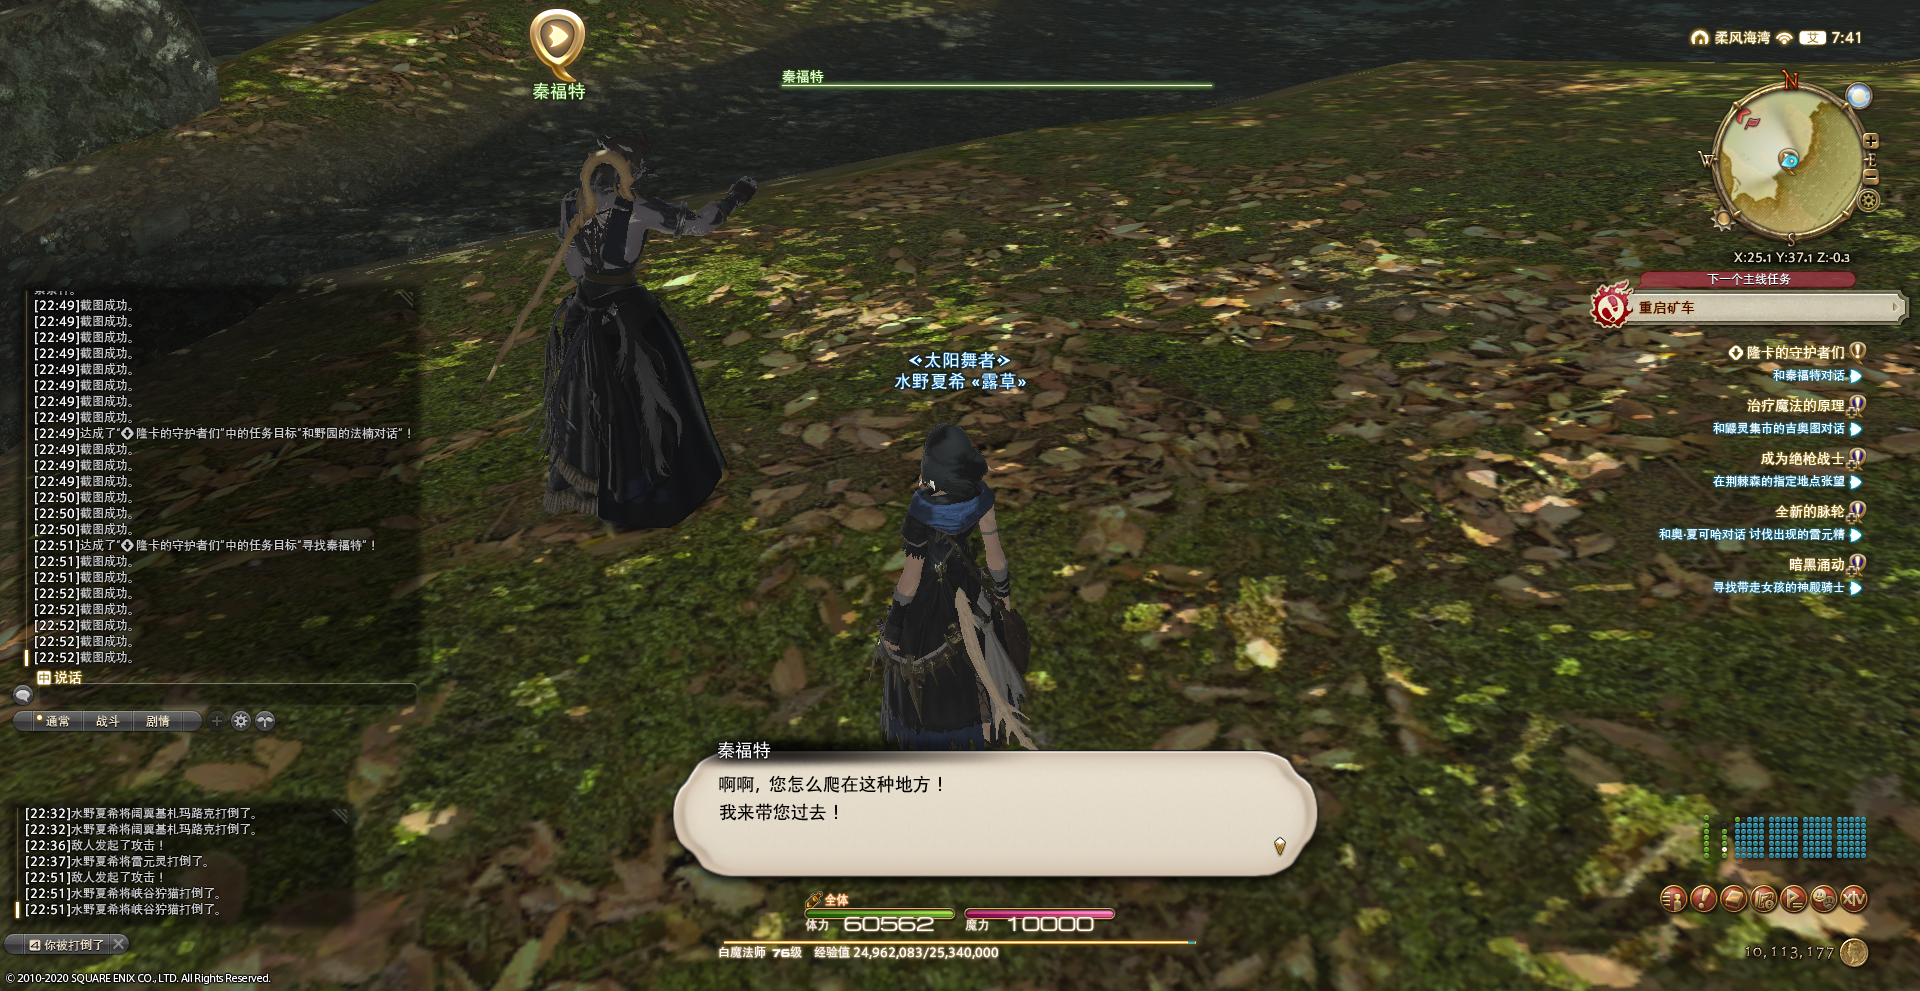 秦福特
秦福特
柔风海湾 艾 7:41
N
W
E
S
X:25.1 Y:37.1 Z:-0.3
下一个主线任务
重启矿车
隆卡的守护者们
和秦福特对话
治疗魔法的原理
和鼹灵集市的吉奥图对话
成为绝枪战士
在荆棘森的指定地点张望
全新的脉轮
和奥·夏可哈对话 讨伐出现的雷元精
暗黑涌动
寻找带走女孩的神殿骑士
[22:49]截图成功。
[22:49]截图成功。
[22:49]截图成功。
[22:49]截图成功。
[22:49]截图成功。
[22:49]截图成功。
[22:49]截图成功。
[22:49]截图成功。
[22:49]达成了“隆卡的守护者们”中的任务目标“和野园的法楠对话”！
[22:49]截图成功。
[22:49]截图成功。
[22:49]截图成功。
[22:50]截图成功。
[22:50]截图成功。
[22:50]截图成功。
[22:51]达成了“隆卡的守护者们”中的任务目标“寻找秦福特”！
[22:51]截图成功。
[22:51]截图成功。
[22:52]截图成功。
[22:52]截图成功。
[22:52]截图成功。
[22:52]截图成功。
[22:52]截图成功。
说话
通常 战斗 剧情
太阳舞者
水野夏希 «露草»
秦福特
啊啊，您怎么爬在这种地方！
我来带您过去！
[22:32]水野夏希将阔翼基札玛路克打倒了。
[22:32]水野夏希将阔翼基札玛路克打倒了。
[22:36]敌人发起了攻击！
[22:37]水野夏希将雷元灵打倒了。
[22:51]敌人发起了攻击！
[22:51]水野夏希将峡谷狞猫打倒了。
[22:51]水野夏希将峡谷狞猫打倒了。
4 你被打倒了
全体
体力 60562 魔力 10000
白魔法师 76级 经验值 24,962,083/25,340,000
XIV
10,113,177
© 2010-2020 SQUARE ENIX CO., LTD. All Rights Reserved.